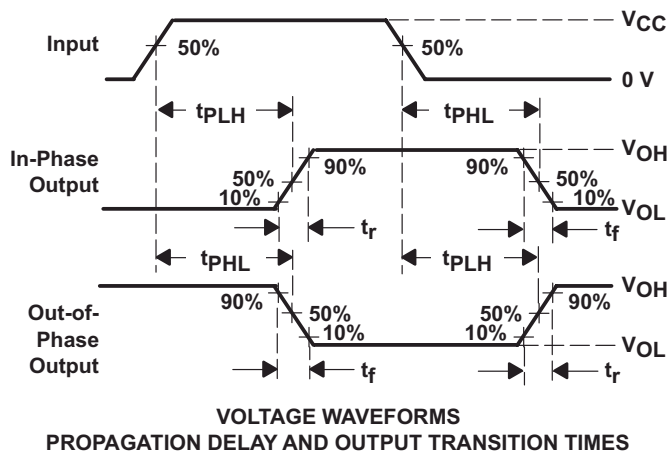 Input
50%
50%
VCC
0 V
tPLH
tPHL
In-Phase
Output
50%
10%
90%
90%
50%
10%
VOH
VOL
tr
tf
tPHL
tPLH
Out-of-
Phase
Output
90%
50%
10%
50%
10%
90%
VOH
VOL
tf
tr
VOLTAGE WAVEFORMS
PROPAGATION DELAY AND OUTPUT TRANSITION TIMES